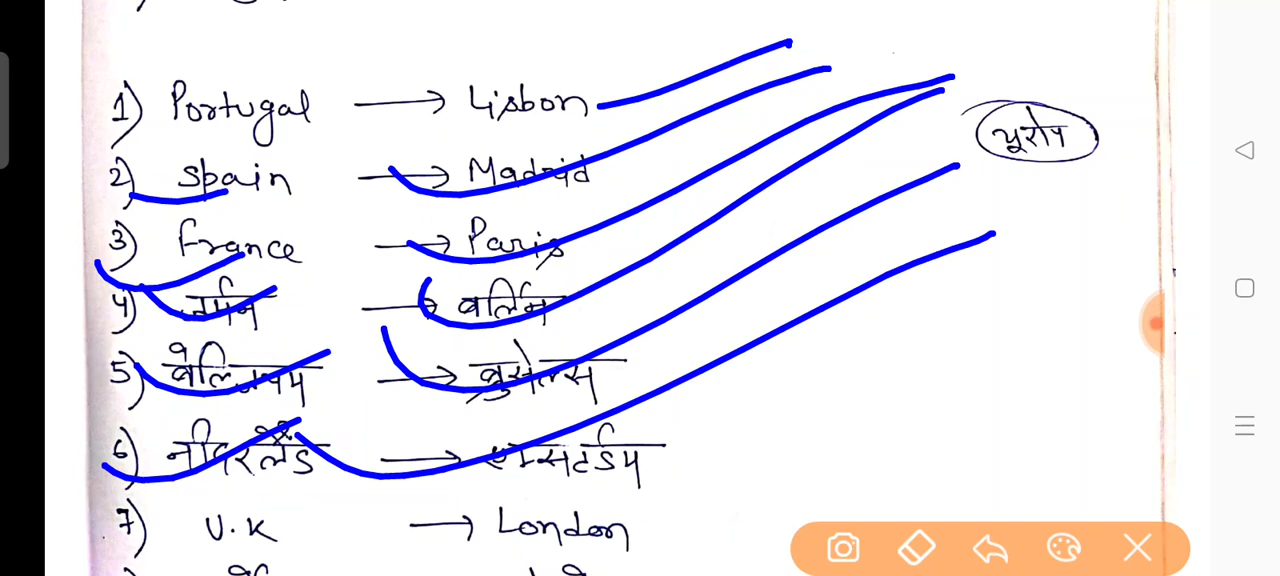 1) Portugal → Lisbon
यूरोप
2) Spain → Madrid
3) France → Paris
4) जर्मन → बर्लिन
5) बेल्जियम → ब्रुसेल्स
6) नीदरलैंड → एम्सटर्डम
7) U.K → London